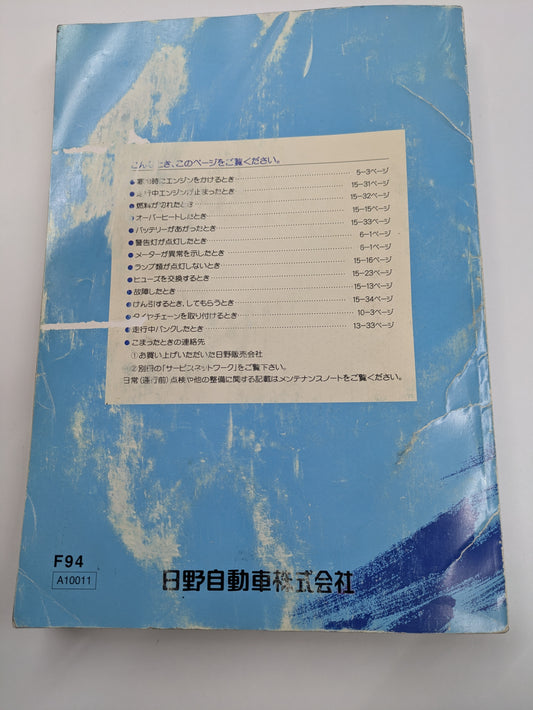 こんなとき、このページをご覧ください。
●寒冷時にエンジンをかけるとき 5-3ページ
●走行中エンジンが止まったとき 15-31ページ
●燃料が切れたとき 15-32ページ
●オーバーヒートしたとき 15-15ページ
●バッテリーがあがったとき 15-33ページ
●警告灯が点灯したとき 6-1ページ
●メーターが異常を示したとき 6-1ページ
●ランプ類が点灯しないとき 15-16ページ
●ヒューズを交換するとき 15-23ページ
●故障したとき 15-13ページ
●けん引するとき、してもらうとき 15-34ページ
●タイヤチェーンを取り付けるとき 10-3ページ
●走行中パンクしたとき 13-33ページ
●こまったときの連絡先
①お買い上げいただいた日野販売会社
②別冊の「サービスネットワーク」をご覧下さい。
日常(運行前)点検や他の整備に関する記載はメンテナンスノートをご覧ください。
F94
A10011
日野自動車株式会社